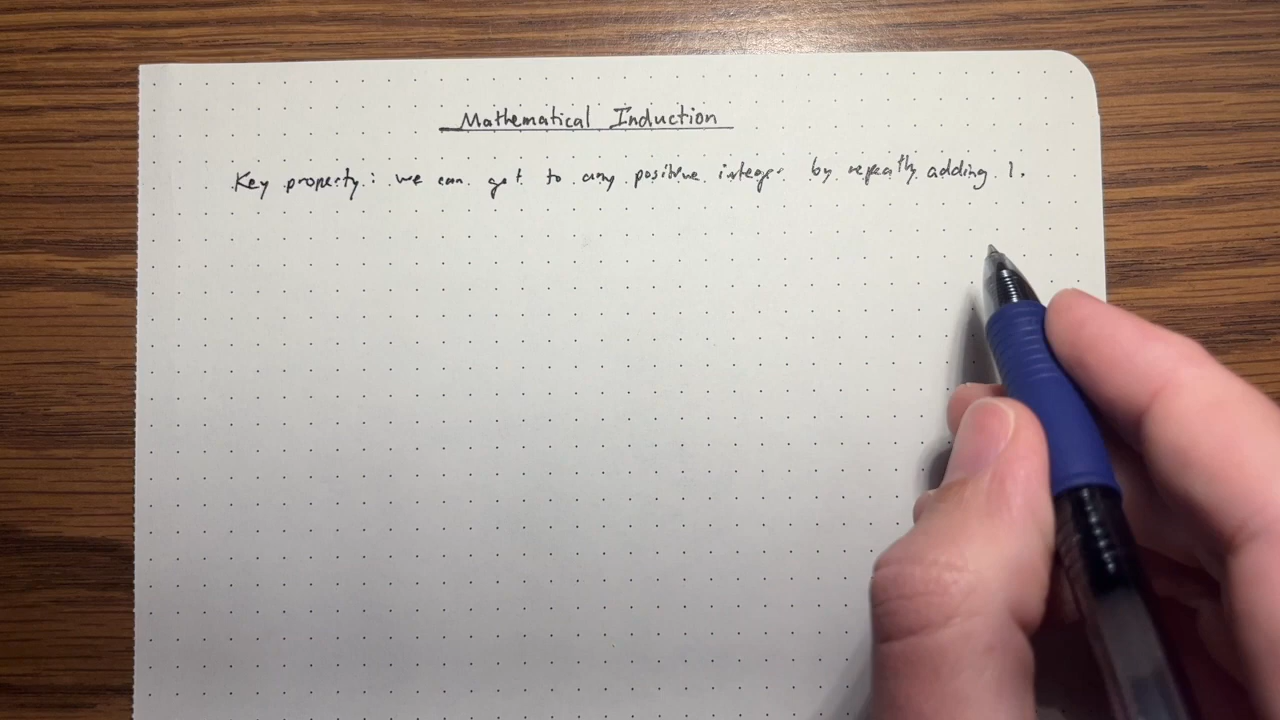 Mathematical Induction
Key property: we can get to any positive integer by repeatly adding 1.